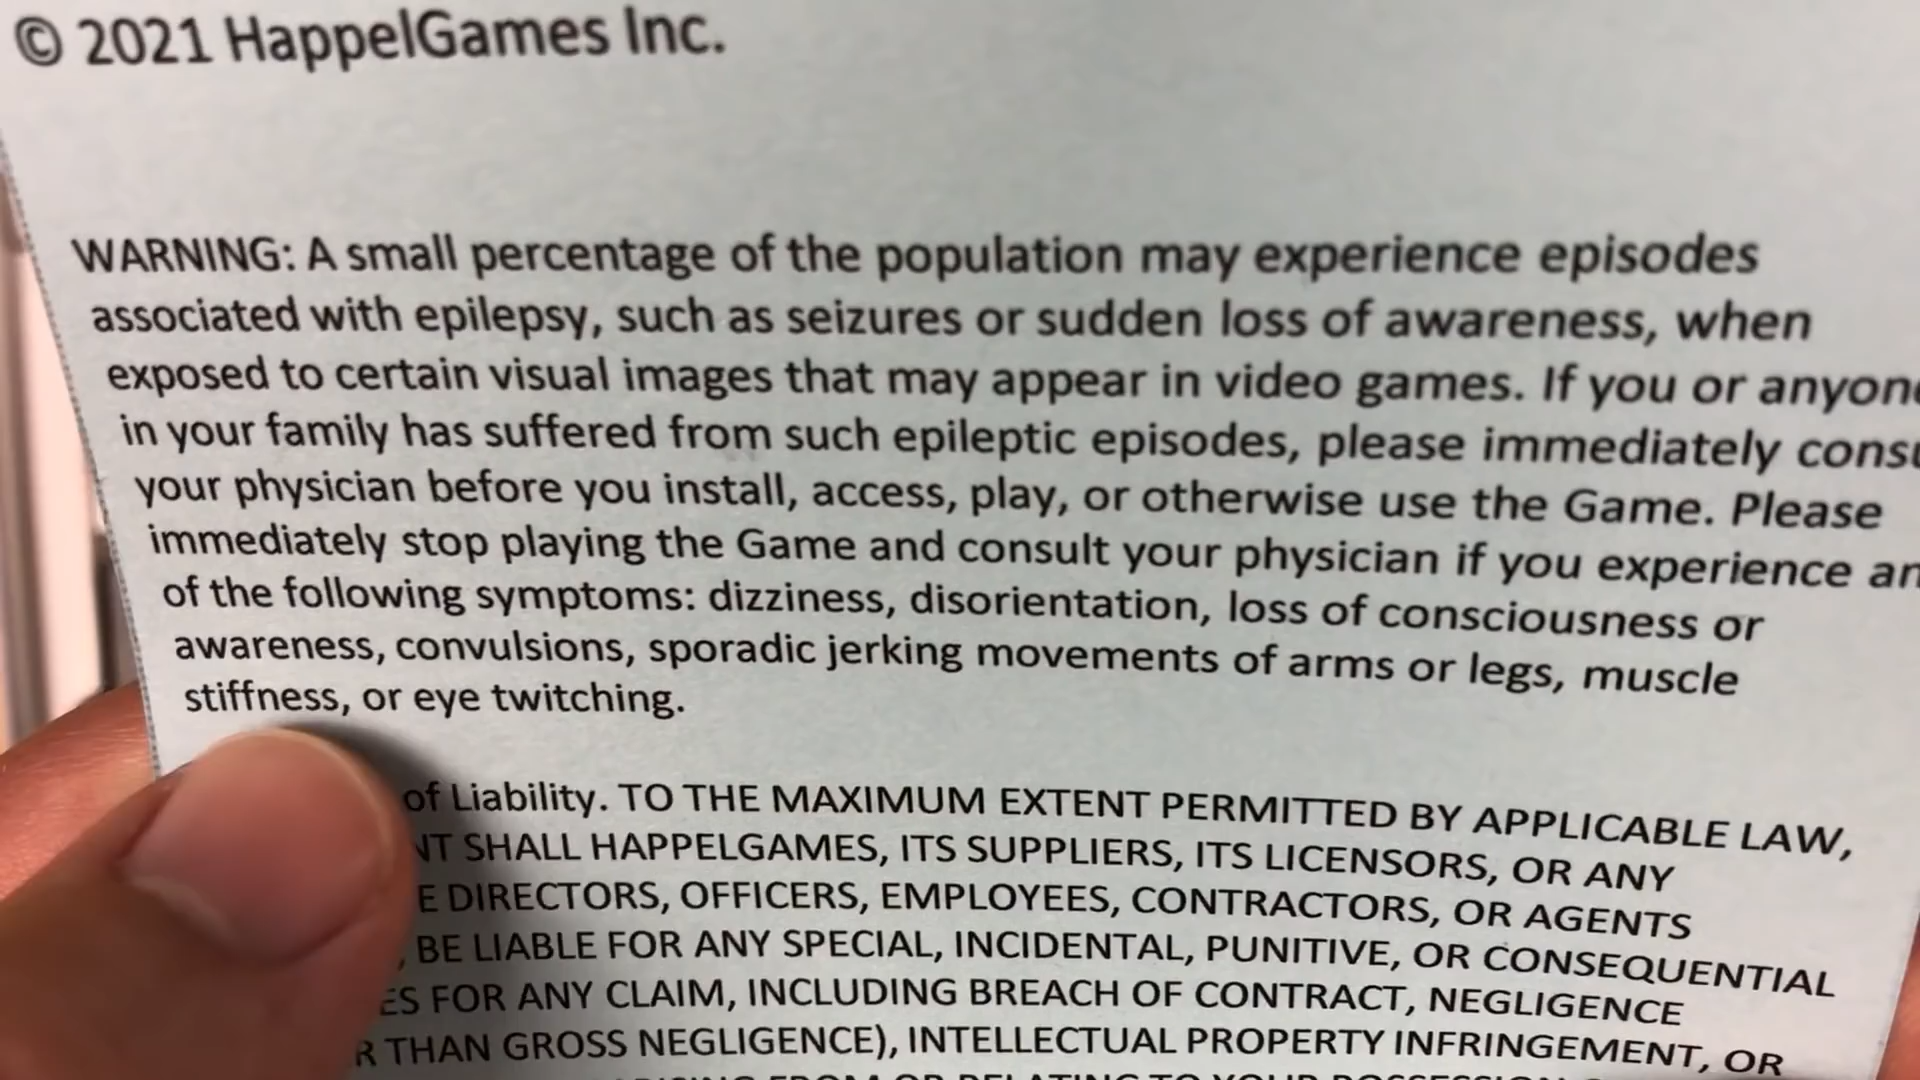 © 2021 HappelGames Inc.
WARNING: A small percentage of the population may experience episodes
associated with epilepsy, such as seizures or sudden loss of awareness, when
exposed to certain visual images that may appear in video games. If you or
in your family has suffered from such epileptic episodes, please immediately
your physician before you install, access, play, or otherwise use the Game. Please
immediately stop playing the Game and consult your physician if you experience
of the following symptoms: dizziness, disorientation, loss of consciousness or
awareness, convulsions, sporadic jerking movements of arms or legs, muscle
stiffness, or eye twitching.
of Liability. TO THE MAXIMUM EXTENT PERMITTED BY APPLICABLE LAW,
SHALL HAPPELGAMES, ITS SUPPLIERS, ITS LICENSORS, OR ANY
DIRECTORS, OFFICERS, EMPLOYEES, CONTRACTORS, OR AGENTS
BE LIABLE FOR ANY SPECIAL, INCIDENTAL, PUNITIVE, OR CONSEQUENTIAL
FOR ANY CLAIM, INCLUDING BREACH OF CONTRACT, NEGLIGENCE
THAN GROSS NEGLIGENCE), INTELLECTUAL PROPERTY INFRINGEMENT, OR